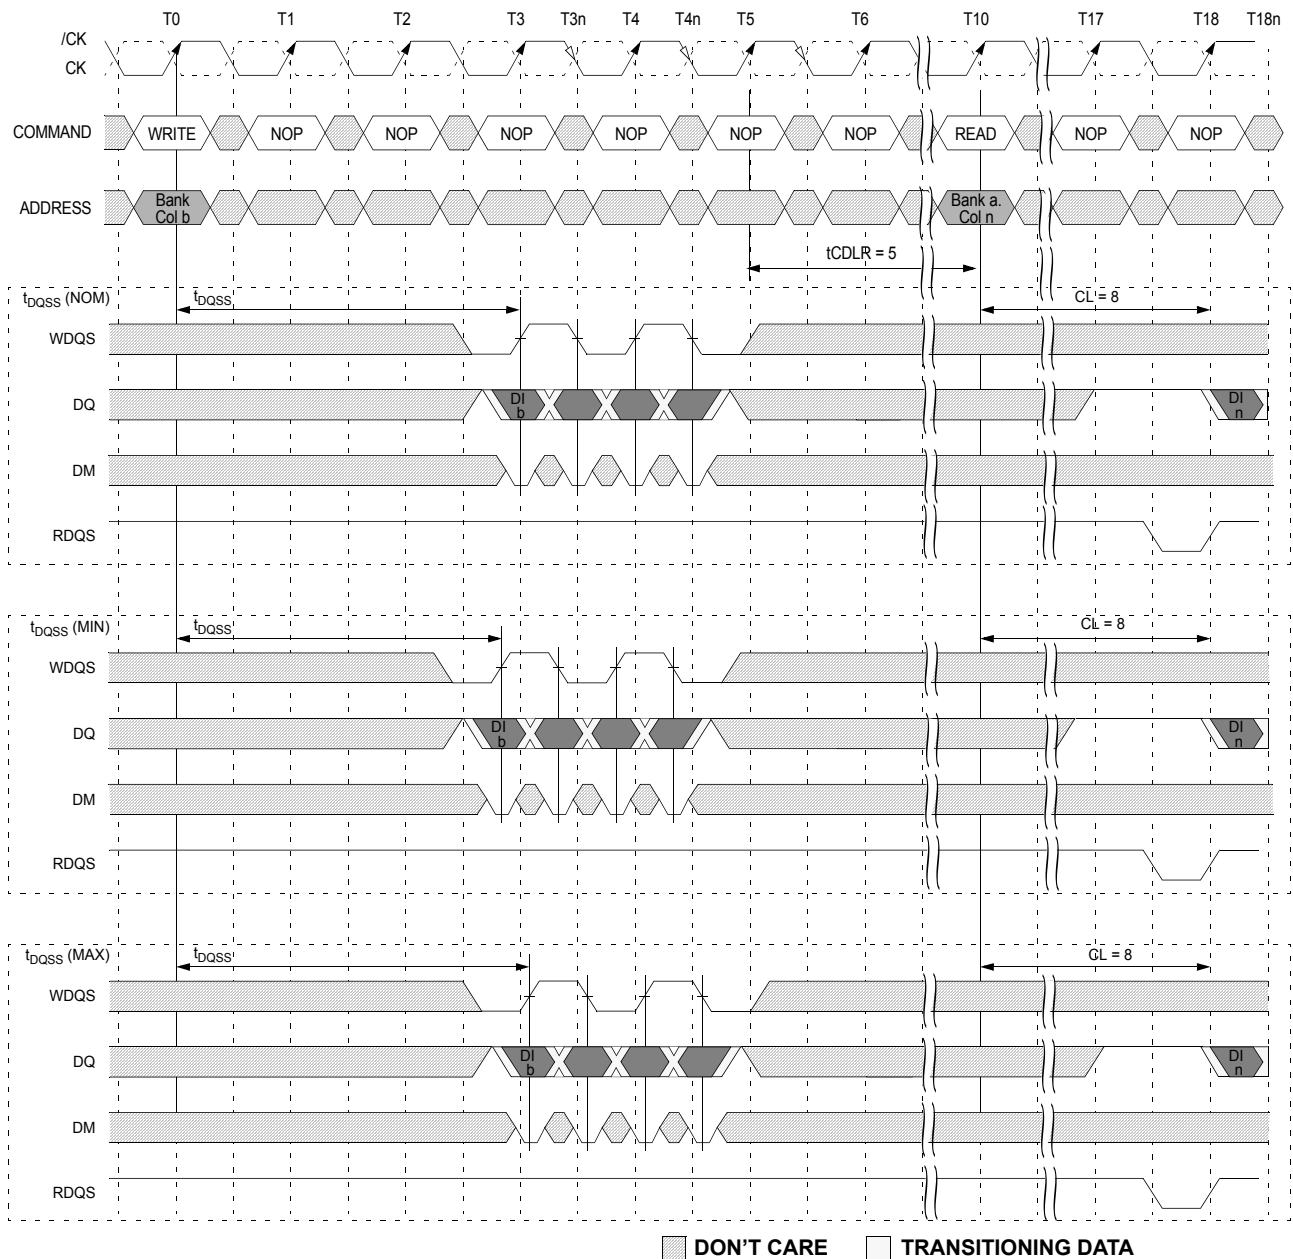 T0 T1 T2 T3 T3n T4 T4n T5 T6 T10 T17 T18 T18n
/CK
CK
COMMAND WRITE NOP NOP NOP NOP NOP NOP READ NOP NOP
ADDRESS Bank Col b Bank a. Col n
tCDLR = 5
tDQSS (NOM) tDQSS CL = 8
WDQS
DQ DI b DI n
DM
RDQS
tDQSS (MIN) tDQSS CL = 8
WDQS
DQ DI b DI n
DM
RDQS
tDQSS (MAX) tDQSS CL = 8
WDQS
DQ DI b DI n
DM
RDQS
DON'T CARE TRANSITIONING DATA